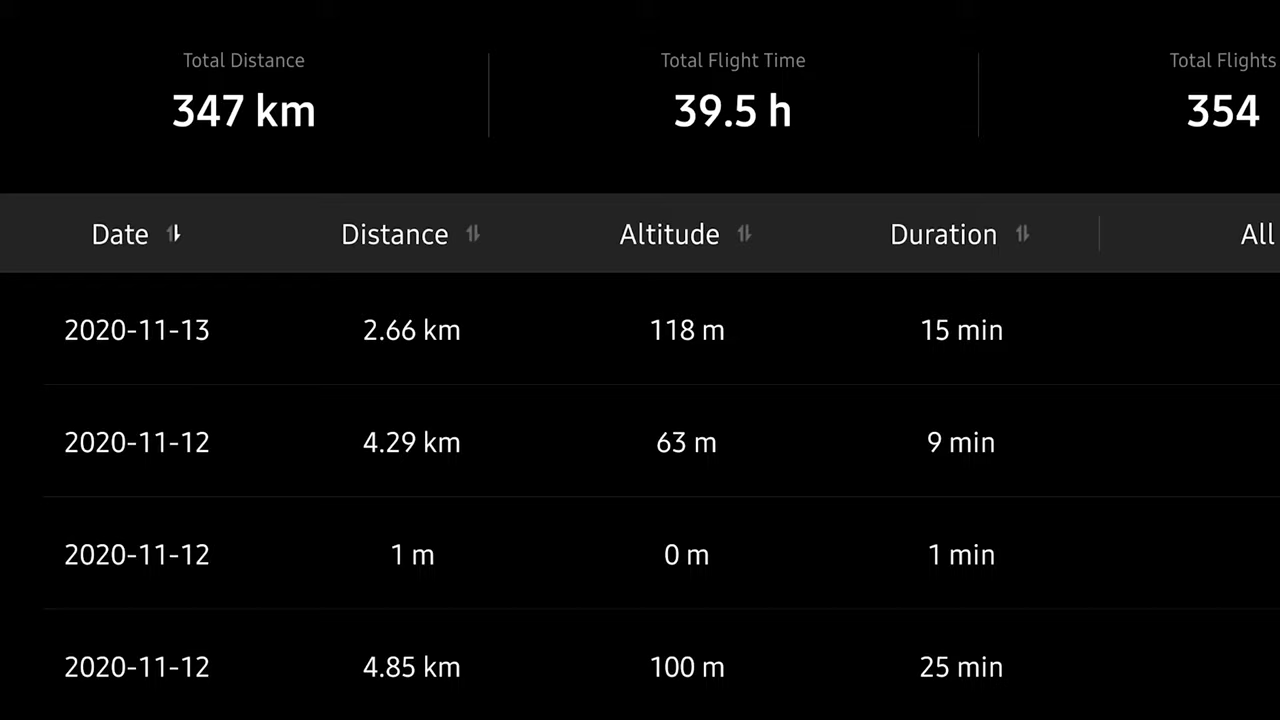 Total Distance Total Flight Time Total Flights
347 km 39.5 h 354
Date Distance Altitude Duration All
2020-11-13 2.66 km 118 m 15 min
2020-11-12 4.29 km 63 m 9 min
2020-11-12 1 m 0 m 1 min
2020-11-12 4.85 km 100 m 25 min